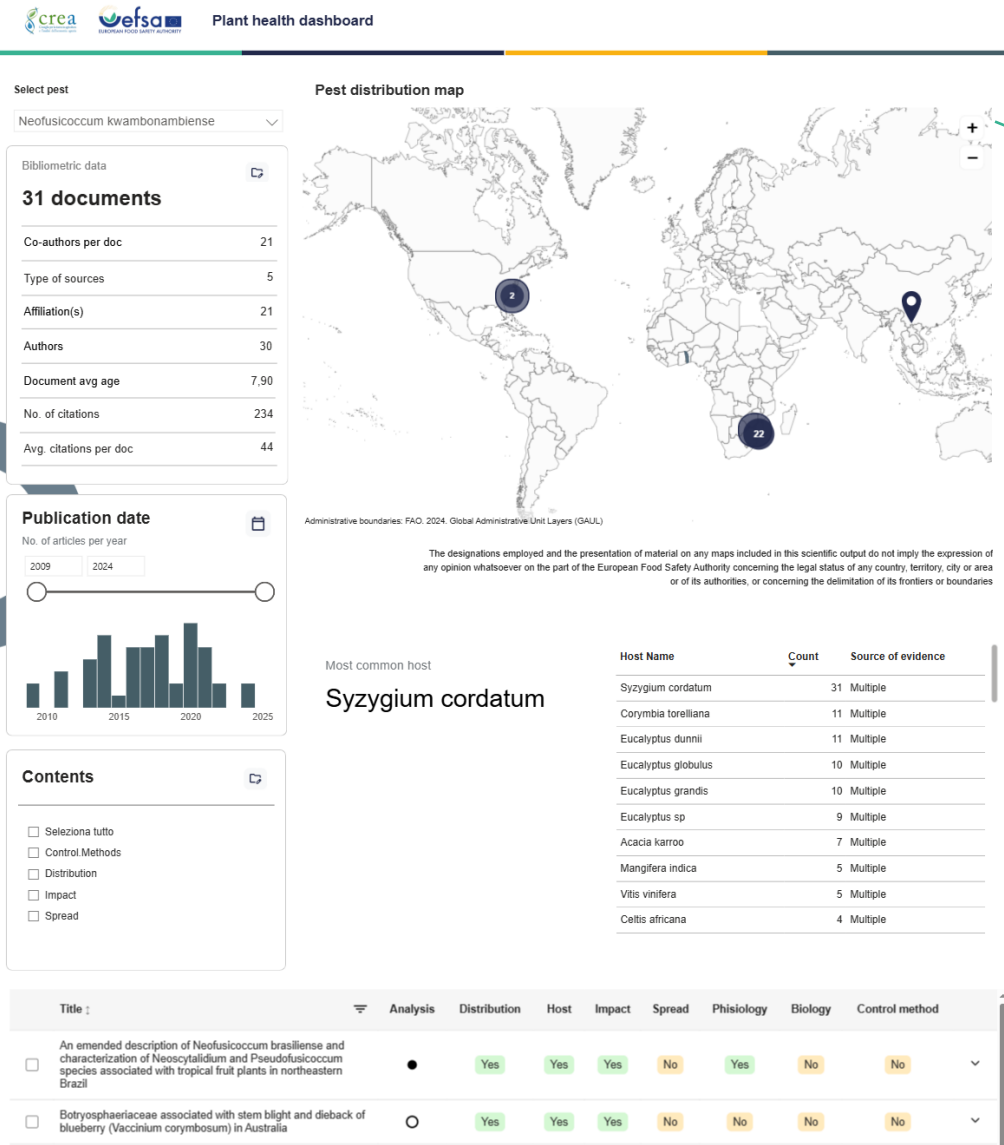 crea
efsa
EUROPEAN FOOD SAFETY AUTHORITY
Plant health dashboard
Select pest
Neofusicoccum kwambonambiense
Bibliometric data
31 documents
Co-authors per doc 21
Type of sources 5
Affiliation(s) 21
Authors 30
Document avg age 7,90
No. of citations 234
Avg. citations per doc 44
Publication date
No. of articles per year
2009 2024
2010 2015 2020 2025
Contents
Seleziona tutto
Control.Methods
Distribution
Impact
Spread
Pest distribution map
+
−
2
22
Administrative boundaries: FAO. 2024. Global Administrative Unit Layers (GAUL)
The designations employed and the presentation of material on any maps included in this scientific output do not imply the expression of
any opinion whatsoever on the part of the European Food Safety Authority concerning the legal status of any country, territory, city or area
or of its authorities, or concerning the delimitation of its frontiers or boundaries
Most common host
Syzygium cordatum
Host Name Count Source of evidence
Syzygium cordatum 31 Multiple
Corymbia torelliana 11 Multiple
Eucalyptus dunnii 11 Multiple
Eucalyptus globulus 10 Multiple
Eucalyptus grandis 10 Multiple
Eucalyptus sp 9 Multiple
Acacia karroo 7 Multiple
Mangifera indica 5 Multiple
Vitis vinifera 5 Multiple
Celtis africana 4 Multiple
Title Analysis Distribution Host Impact Spread Phisiology Biology Control method
An emended description of Neofusicoccum brasiliense and
characterization of Neoscytalidium and Pseudofusicoccum
species associated with tropical fruit plants in northeastern
Brazil
Yes Yes Yes No Yes No No
Botryosphaeriaceae associated with stem blight and dieback of
blueberry (Vaccinium corymbosum) in Australia
Yes Yes Yes No No No No